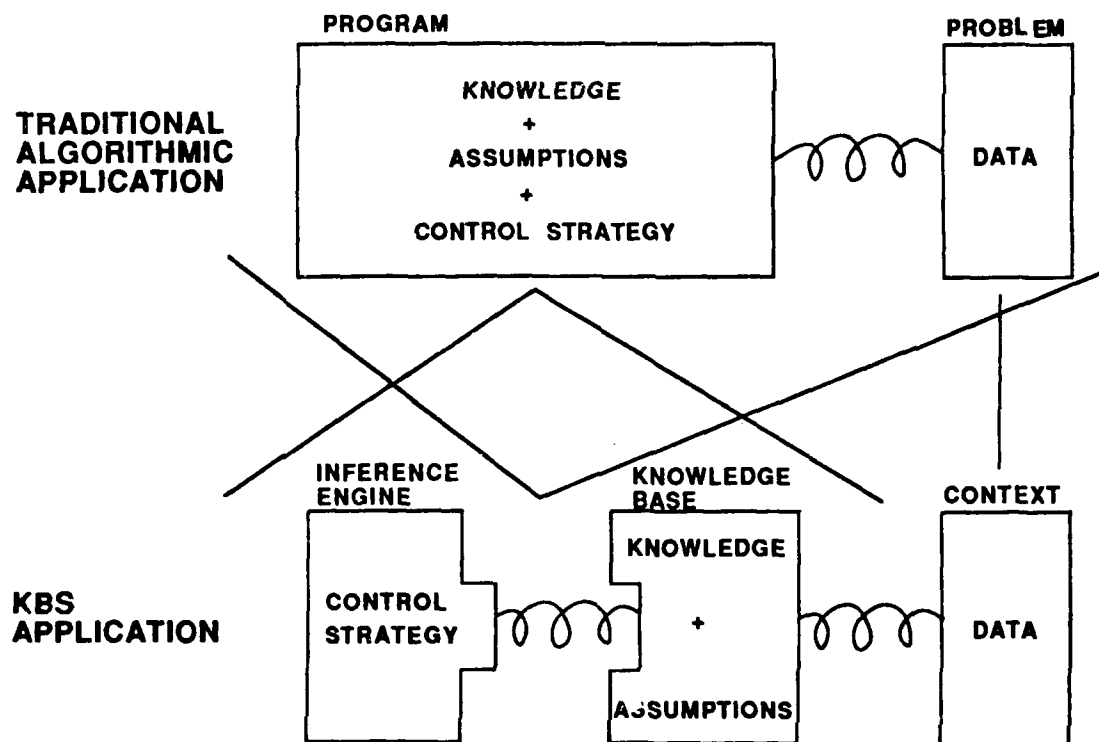 PROGRAM
PROBLEM
TRADITIONAL
ALGORITHMIC
APPLICATION
KNOWLEDGE
+
ASSUMPTIONS
+
CONTROL STRATEGY
DATA
INFERENCE
ENGINE
KNOWLEDGE
BASE
CONTEXT
KBS
APPLICATION
CONTROL
STRATEGY
KNOWLEDGE
+
ASSUMPTIONS
DATA